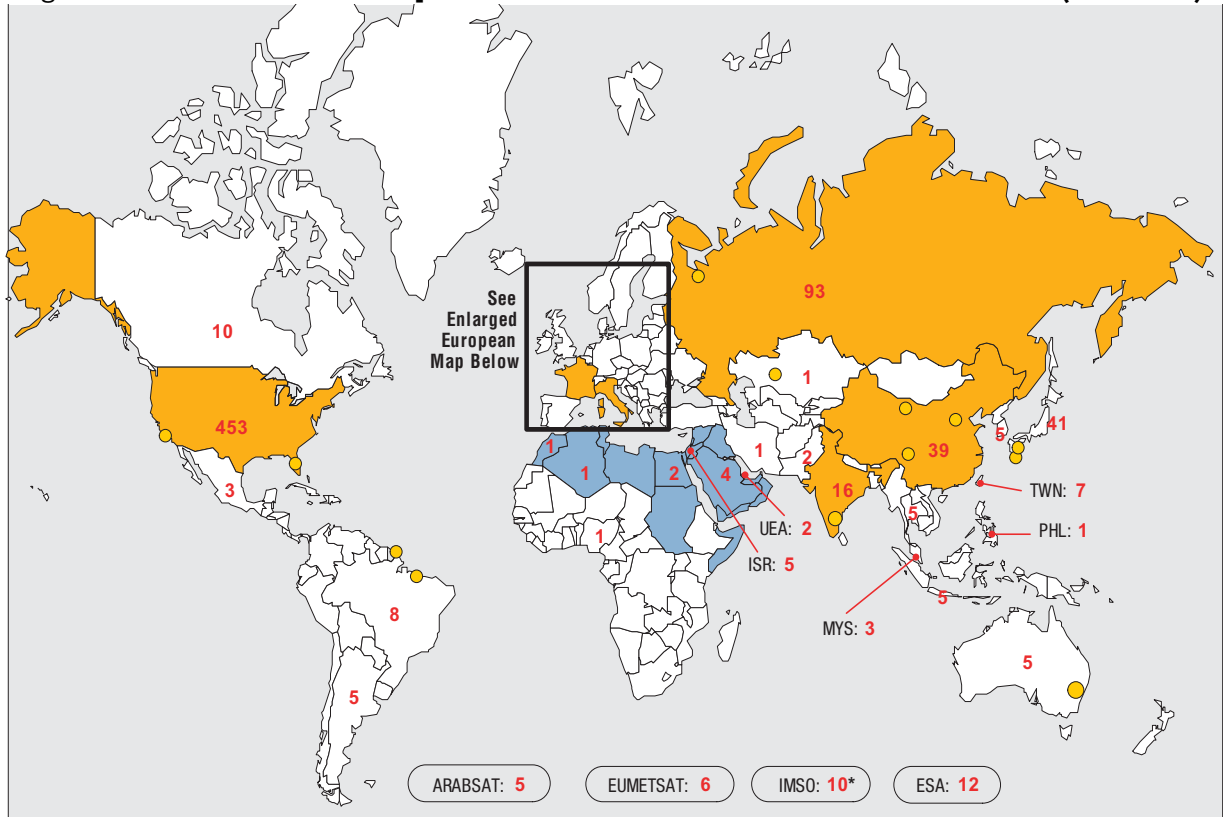 See
Enlarged
European
Map Below
10
453
3
8
5
93
1
41
5
39
1
2
16
1
1
2
4
1
5
5
5
UEA: 2
ISR: 5
MYS: 3
TWN: 7
PHL: 1
ARABSAT: 5
EUMETSAT: 6
IMSO: 10*
ESA: 12